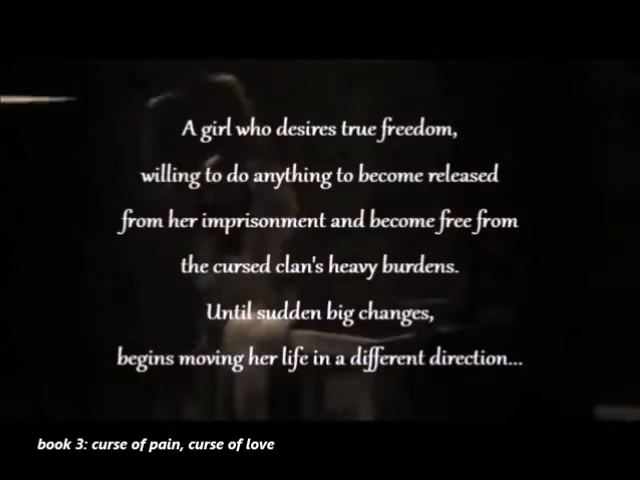 A girl who desires true freedom,
willing to do anything to become released
from her imprisonment and become free from
the cursed clan's heavy burdens.
Until sudden big changes,
begins moving her life in a different direction...
book 3: curse of pain, curse of love